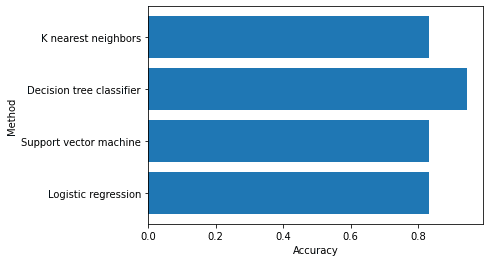 K nearest neighbors
Decision tree classifier
Support vector machine
Logistic regression
Method
0.0 0.2 0.4 0.6 0.8
Accuracy